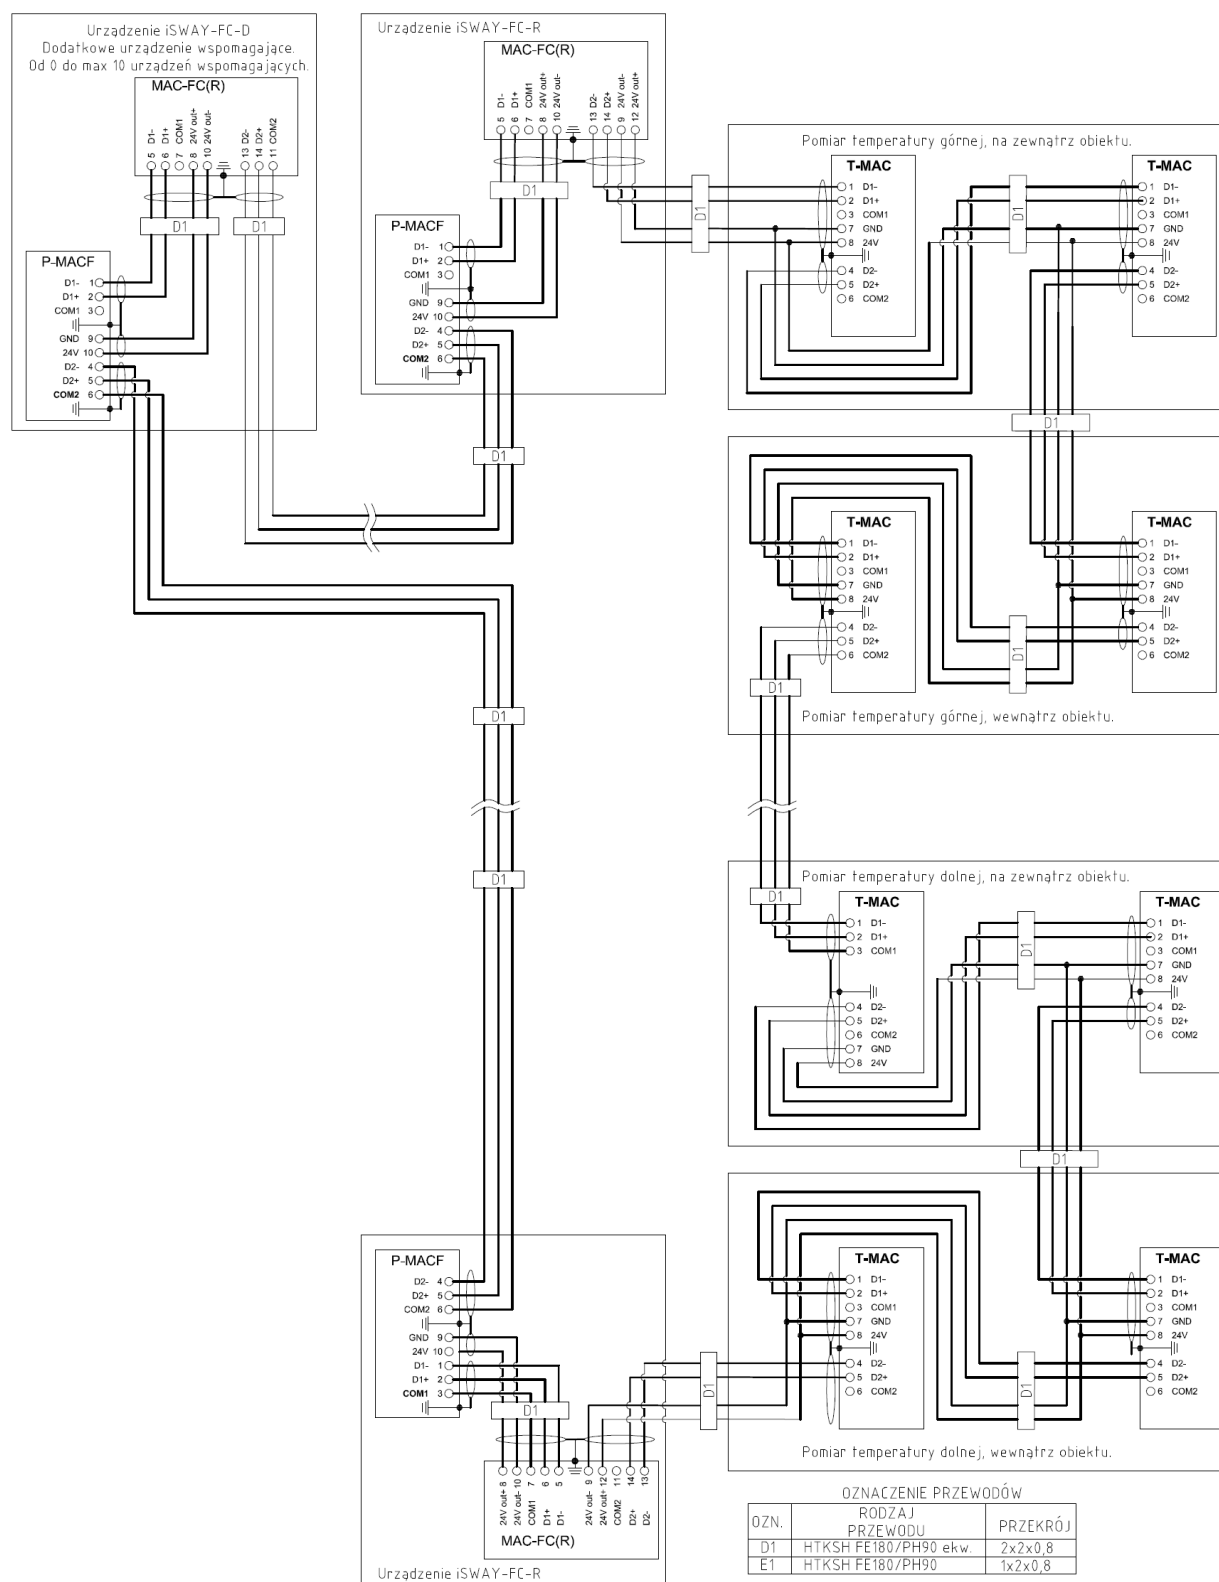 Urządzenie iSWAY-FC-D
Dodatkowe urządzenie wspomagające.
Od 0 do max 10 urządzeń wspomagających.
MAC-FC(R)
5 D1-
6 D1+
7 COM1
8 24V out+
10 24V out-
13 D2-
14 D2+
11 COM2
D1
D1
P-MACF
D1- 1
D1+ 2
COM1 3
GND 9
24V 10
D2- 4
D2+ 5
COM2 6
Urządzenie iSWAY-FC-R
MAC-FC(R)
5 D1-
6 D1+
7 COM1
8 24V out+
10 24V out-
13 D2-
14 D2+
9 24V out-
12 24V out+
D1
P-MACF
D1- 1
D1+ 2
COM1 3
GND 9
24V 10
D2- 4
D2+ 5
COM2 6
D1
D1
Pomiar temperatury górnej, na zewnątrz obiektu.
T-MAC
1 D1-
2 D1+
3 COM1
7 GND
8 24V
4 D2-
5 D2+
6 COM2
D1
T-MAC
1 D1-
2 D1+
3 COM1
7 GND
8 24V
4 D2-
5 D2+
6 COM2
D1
T-MAC
1 D1-
2 D1+
3 COM1
7 GND
8 24V
4 D2-
5 D2+
6 COM2
D1
T-MAC
1 D1-
2 D1+
3 COM1
7 GND
8 24V
4 D2-
5 D2+
6 COM2
Pomiar temperatury górnej, wewnątrz obiektu.
D1
D1
D1
D1
Pomiar temperatury dolnej, na zewnątrz obiektu.
T-MAC
1 D1-
2 D1+
3 COM1
4 D2-
5 D2+
6 COM2
7 GND
8 24V
D1
T-MAC
1 D1-
2 D1+
3 COM1
7 GND
8 24V
4 D2-
5 D2+
6 COM2
D1
T-MAC
1 D1-
2 D1+
3 COM1
7 GND
8 24V
4 D2-
5 D2+
6 COM2
D1
T-MAC
1 D1-
2 D1+
3 COM1
7 GND
8 24V
4 D2-
5 D2+
6 COM2
Pomiar temperatury dolnej, wewnątrz obiektu.
P-MACF
D2- 4
D2+ 5
COM2 6
GND 9
24V 10
D1- 1
D1+ 2
COM1 3
D1
D1
24V out+ 8
24V out- 10
COM1 7
D1+ 6
D1- 5
24V out- 9
24V out+ 12
COM2 11
D2+ 14
D2- 13
MAC-FC(R)
Urządzenie iSWAY-FC-R
OZNACZENIE PRZEWODÓW
OZN. RODZAJ PRZEWODU PRZEKRÓJ
D1 HTKSH FE180/PH90 ekw. 2x2x0,8
E1 HTKSH FE180/PH90 1x2x0,8